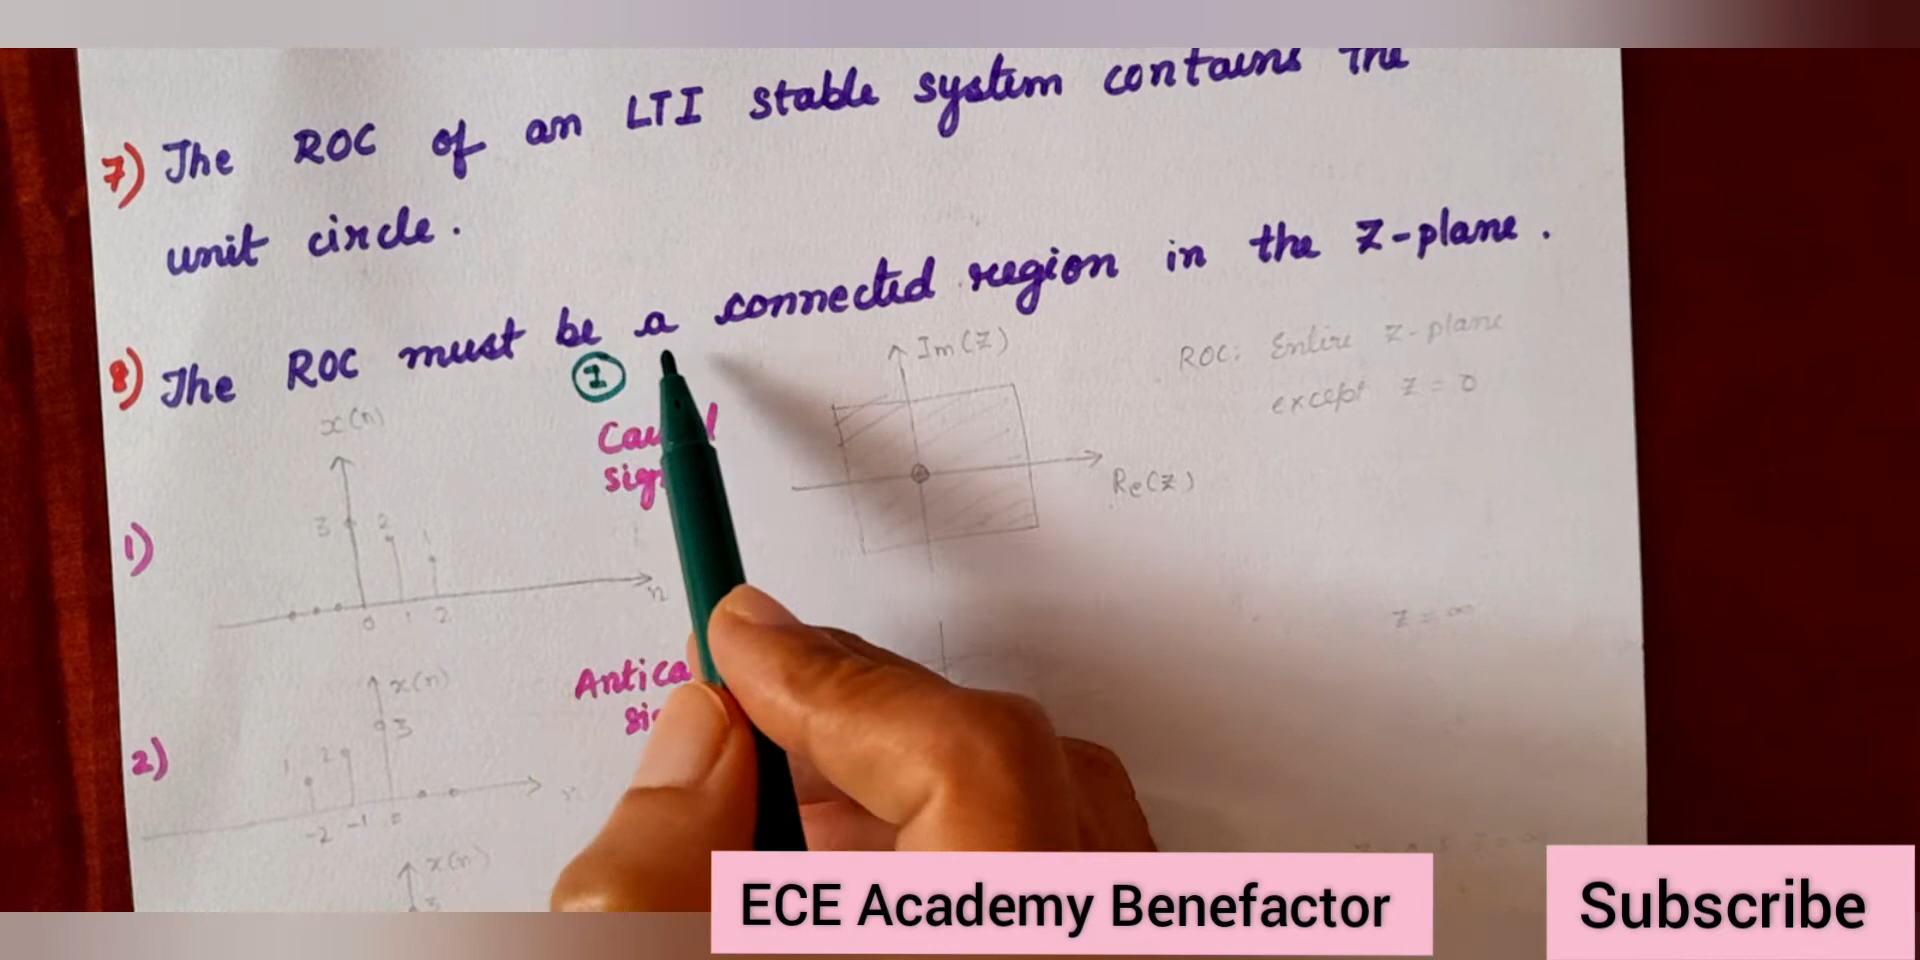 7) The ROC of an LTI stable system contains the
unit circle.
8) The ROC must be a connected region in the Z-plane.
1
Im(Z)
ROC: Entire Z-plane
except Z = 0
Re(Z)
x(n)
Causal
1)
3 2 1
0 1 2
n
Z = ∞
x(n)
2)
1 2 3
-2 -1 0
n
x(n)
3
ECE Academy Benefactor
Subscribe